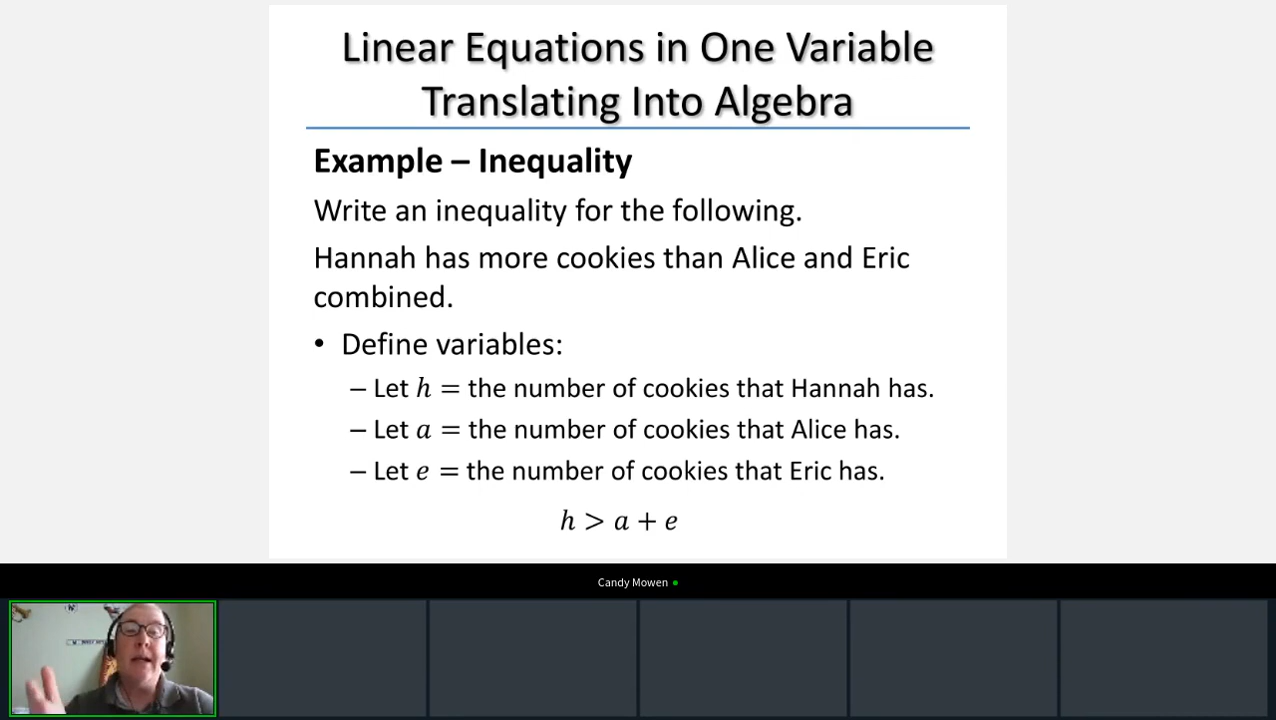 Linear Equations in One Variable
Translating Into Algebra
Example – Inequality
Write an inequality for the following.
Hannah has more cookies than Alice and Eric
combined.
• Define variables:
– Let h = the number of cookies that Hannah has.
– Let a = the number of cookies that Alice has.
– Let e = the number of cookies that Eric has.
h > a + e
Candy Mowen